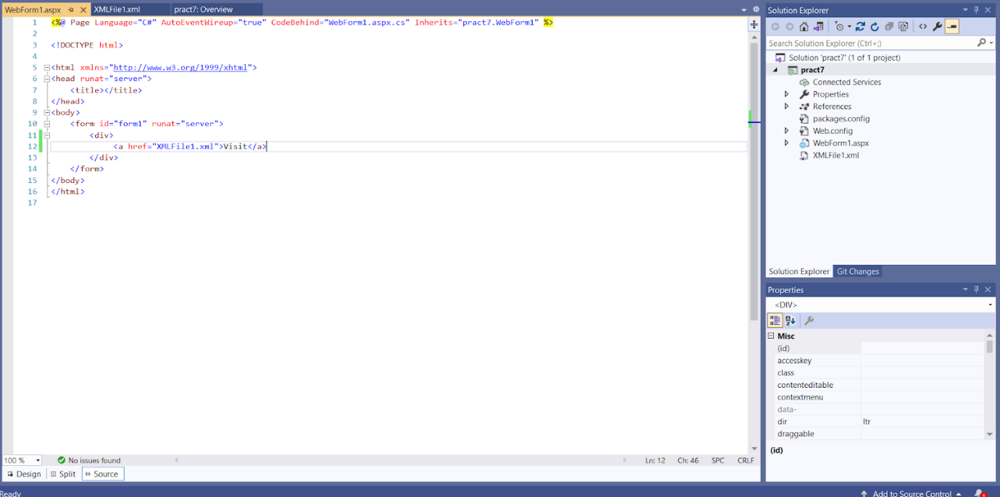 WebForm1.aspx XMLFile1.xml pract7: Overview
1 <%@ Page Language="C#" AutoEventWireup="true" CodeBehind="WebForm1.aspx.cs" Inherits="pract7.WebForm1" %>
2
3 <!DOCTYPE html>
4
5 <html xmlns="http://www.w3.org/1999/xhtml">
6 <head runat="server">
7 <title></title>
8 </head>
9 <body>
10 <form id="form1" runat="server">
11 <div>
12 <a href="XMLFile1.xml">Visit</a>
13 </div>
14 </form>
15 </body>
16 </html>
17
100 % No issues found Ln: 12 Ch: 46 SPC CRLF
Design Split Source
Ready
Solution Explorer
Search Solution Explorer (Ctrl+;)
Solution 'pract7' (1 of 1 project)
pract7
Connected Services
Properties
References
packages.config
Web.config
WebForm1.aspx
XMLFile1.xml
Solution Explorer Git Changes
Properties
<DIV>
Misc
(id)
accesskey
class
contenteditable
contextmenu
data-
dir ltr
draggable
(id)
Add to Source Control 1